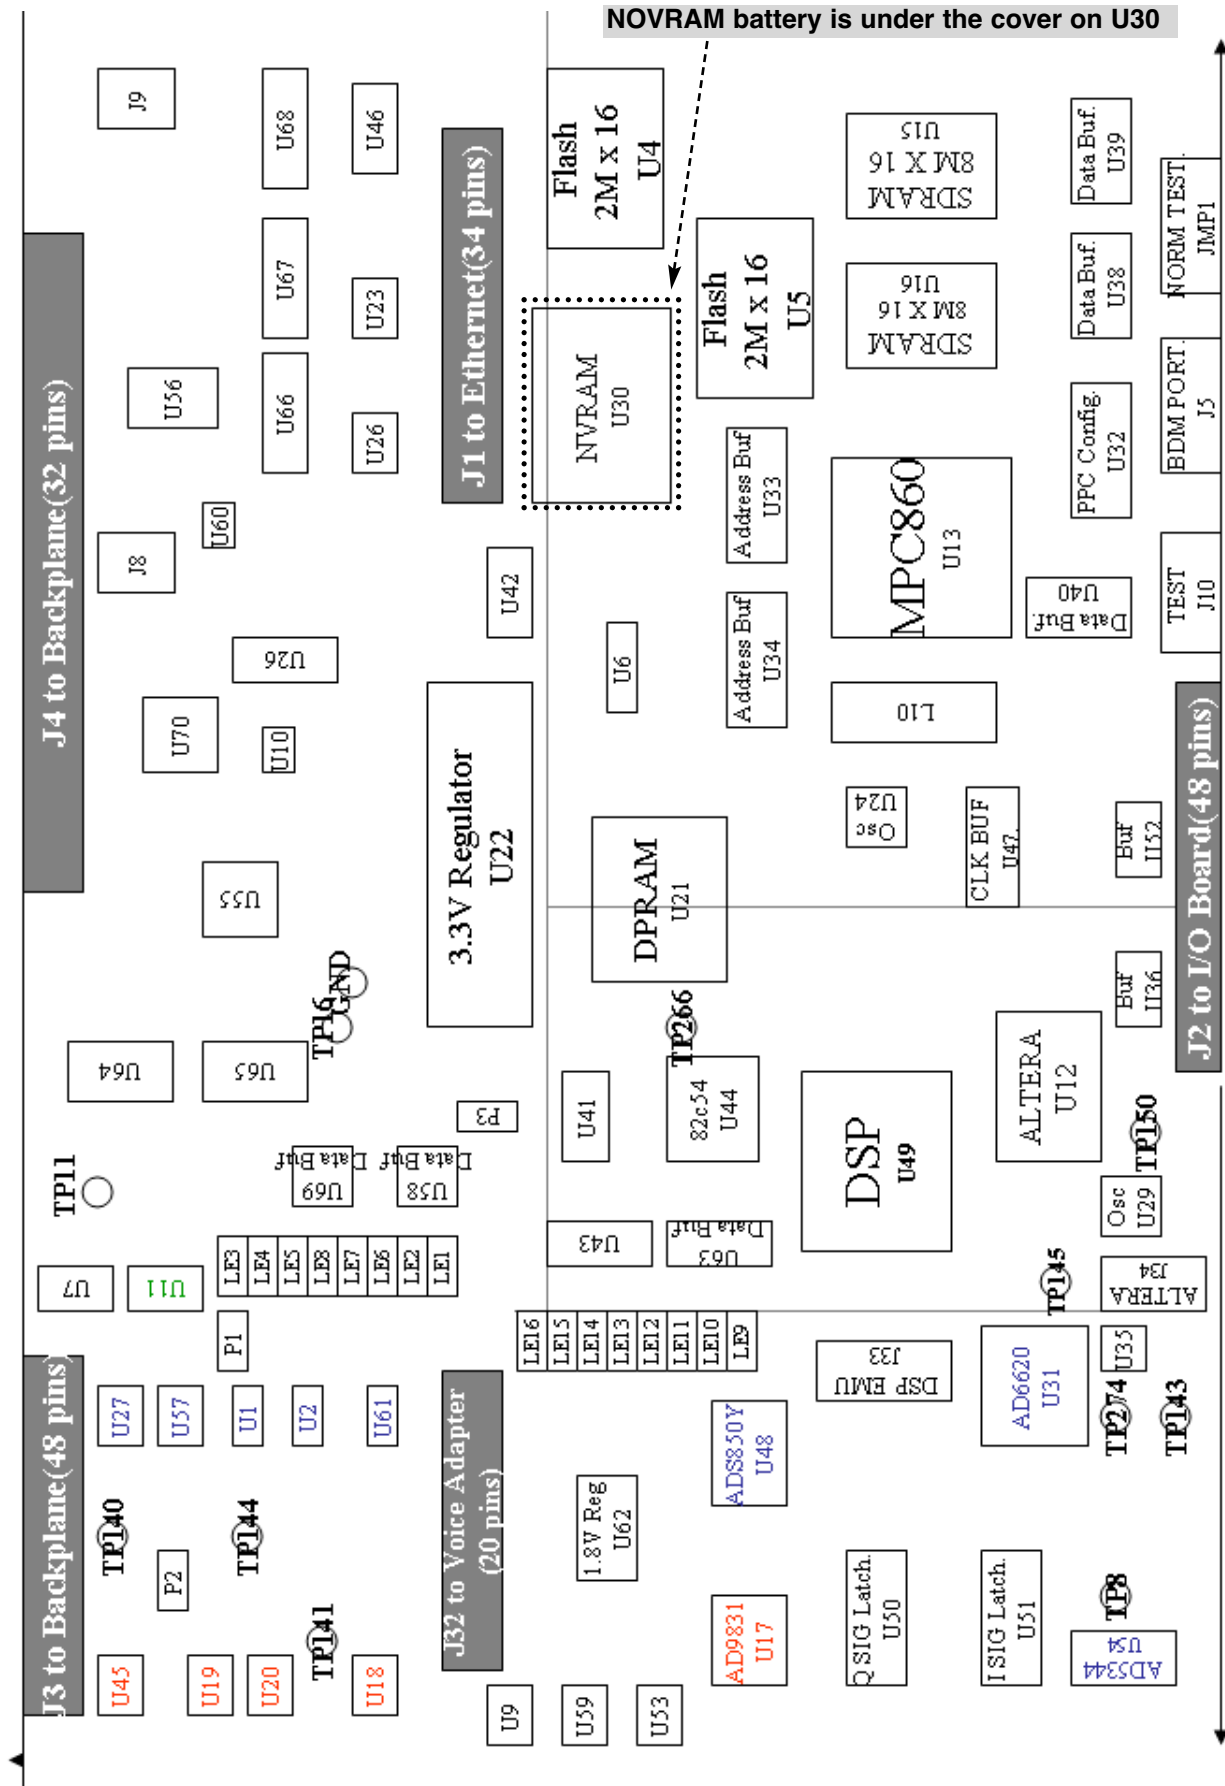 NOVRAM battery is under the cover on U30
J9
U68
U46
J4 to Backplane(32 pins)
U67
U23
U56
U66
U26
J1 to Ethernet(34 pins)
Flash
2M x 16
U4
NVRAM
U30
Flash
2M x 16
U5
SDRAM
8M X 16
U15
SDRAM
8M X 16
U16
Data Buf.
U39
Data Buf.
U38
NORM TEST.
JMP1
BDM PORT.
J5
PPC Config.
U32
Address Buf
U33
Address Buf
U34
MPC860
U13
Data Buf.
U40
TEST
J10
J8
U60
U42
U26
U6
U70
U10
L10
3.3V Regulator
U22
Osc
U24
CLK BUF
U47.
Buf
U52
DPRAM
U21
U55
J2 to I/O Board(48 pins)
GND
TP16
Buf
U36
TP266
U64
U65
ALTERA
U12
P3
U41
82c54
U44
DSP
U49
TP150
TP11
Data Buf
U69
Data Buf
U58
Osc
U29
U43
Data Buf
U63
U7
U11
LE3
LE4
LE5
LE8
LE7
LE6
LE2
LE1
TP145
ALTERA
J34
P1
LE16
LE15
LE14
LE13
LE12
LE11
LE10
LE9
DSP EMU
J33
AD6620
U31
U35
J3 to Backplane(48 pins)
U27
U57
U1
U2
U61
J32 to Voice Adapter
(20 pins)
ADS850Y
U48
TP274
TP143
TP140
TP144
1.8V Reg
U62
P2
TP141
AD9831
U17
Q SIG Latch.
U50
I SIG Latch.
U51
TP8
AD5344
U54
U45
U19
U20
U18
U9
U59
U53